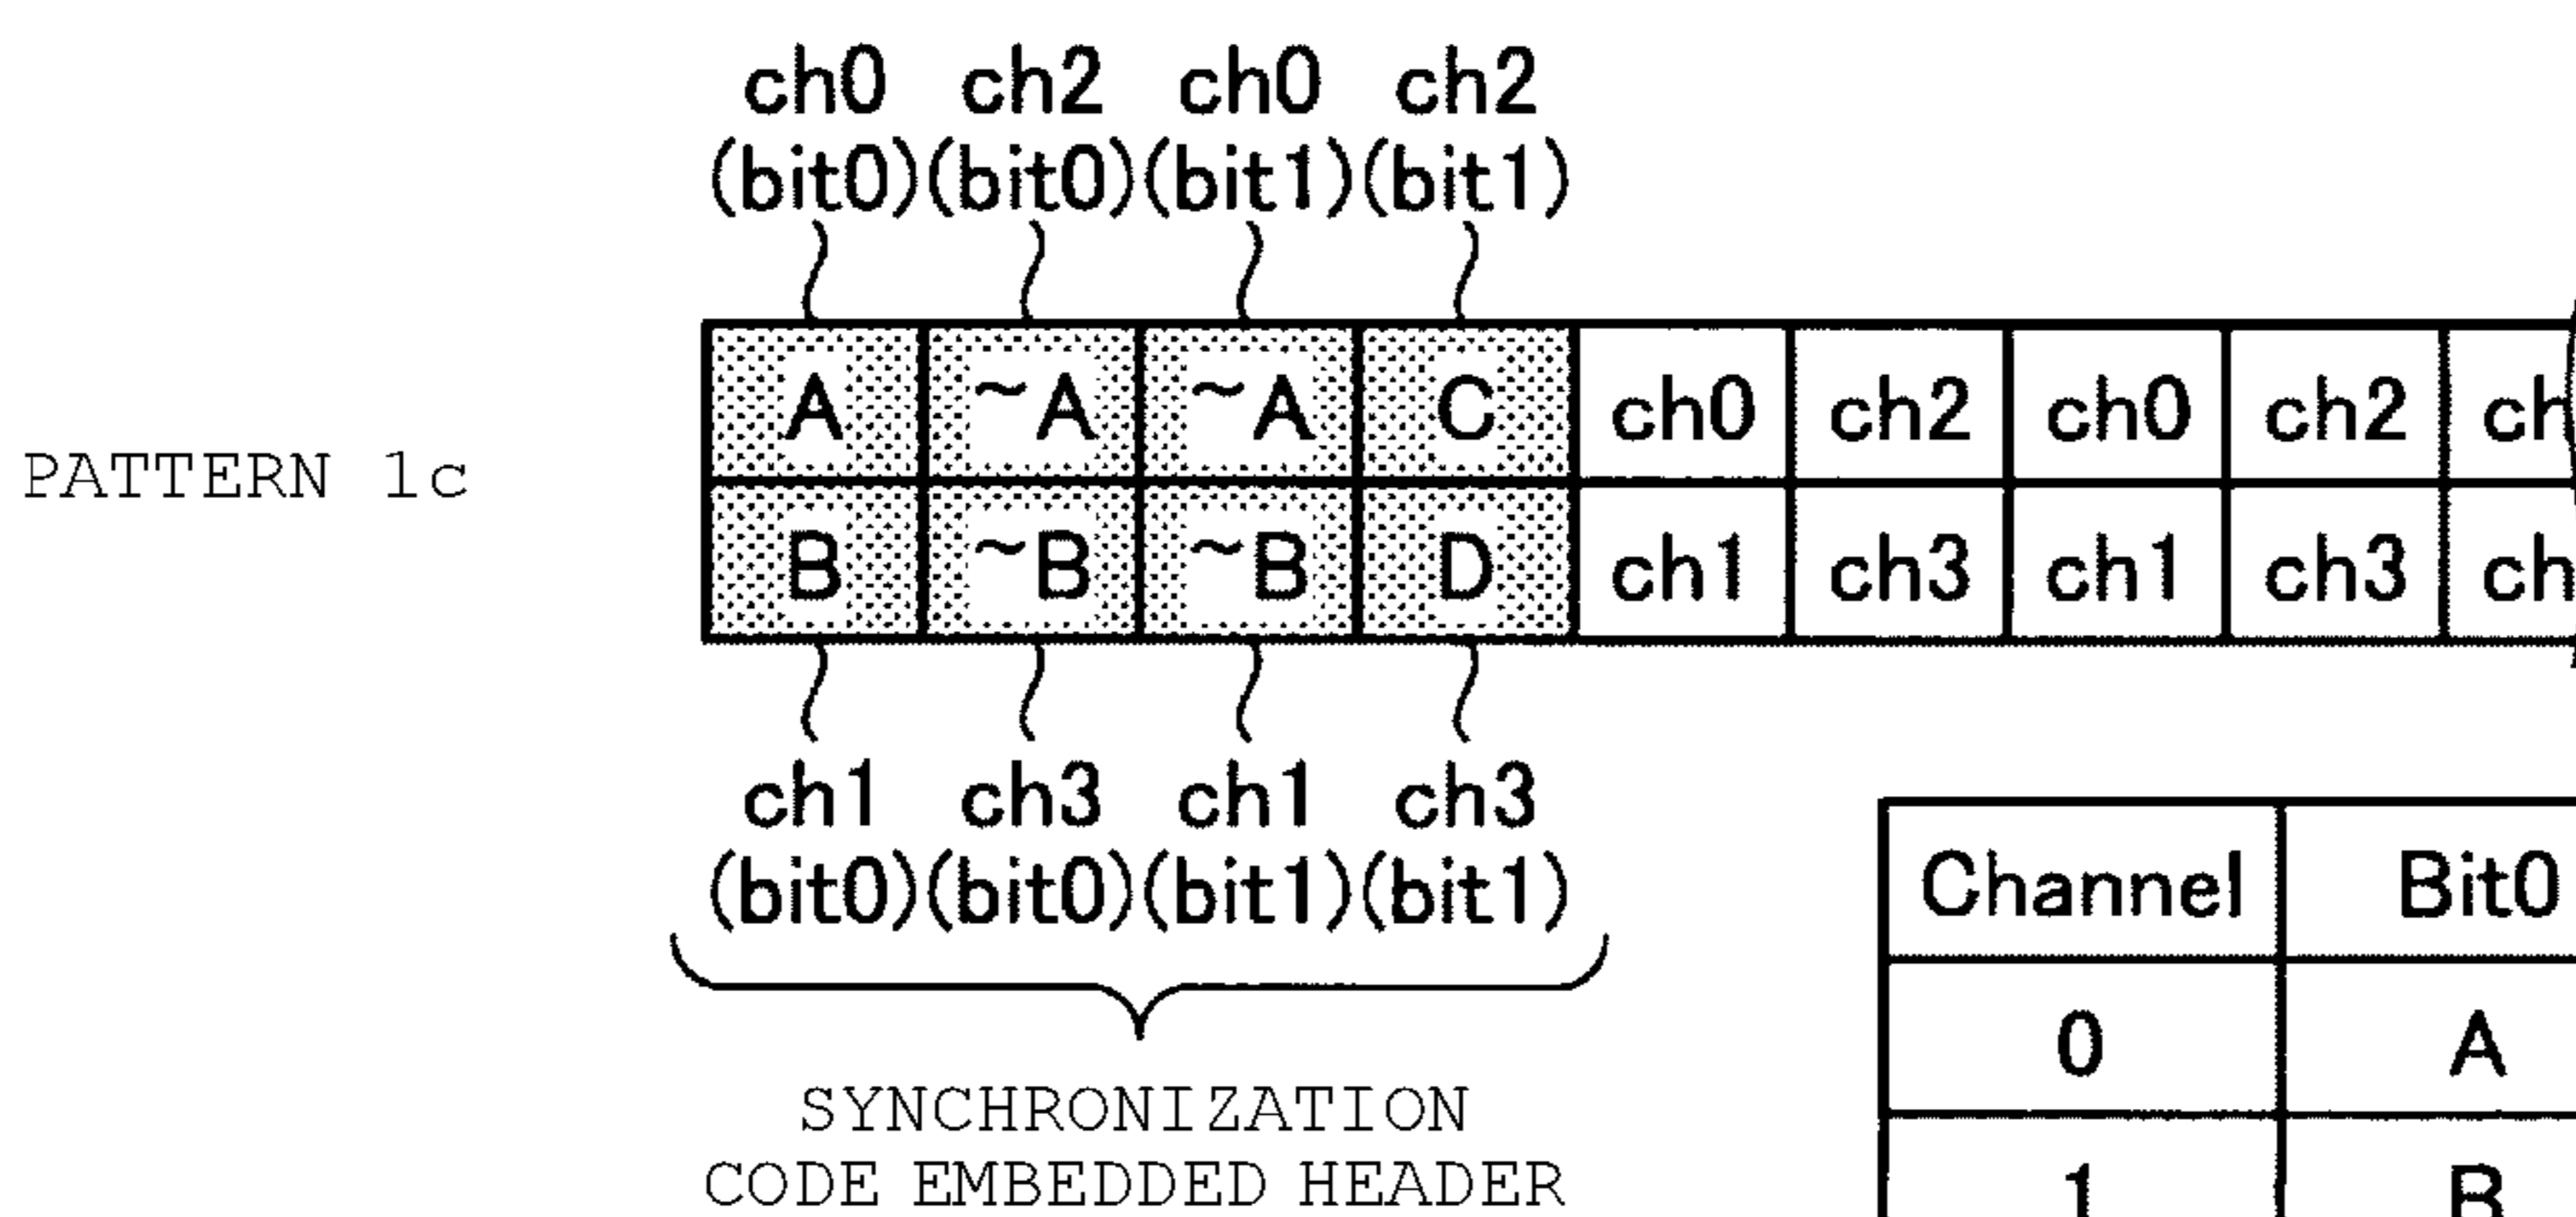 ch0 ch2 ch0 ch2
(bit0) (bit0) (bit1) (bit1)
A ~A ~A C ch0 ch2 ch0 ch2
PATTERN 1c
B ~B ~B D ch1 ch3 ch1 ch3 ch
ch1 ch3 ch1 ch3
(bit0) (bit0) (bit1) (bit1)
Channel Bit0
0 A
SYNCHRONIZATION
CODE EMBEDDED HEADER
1 B